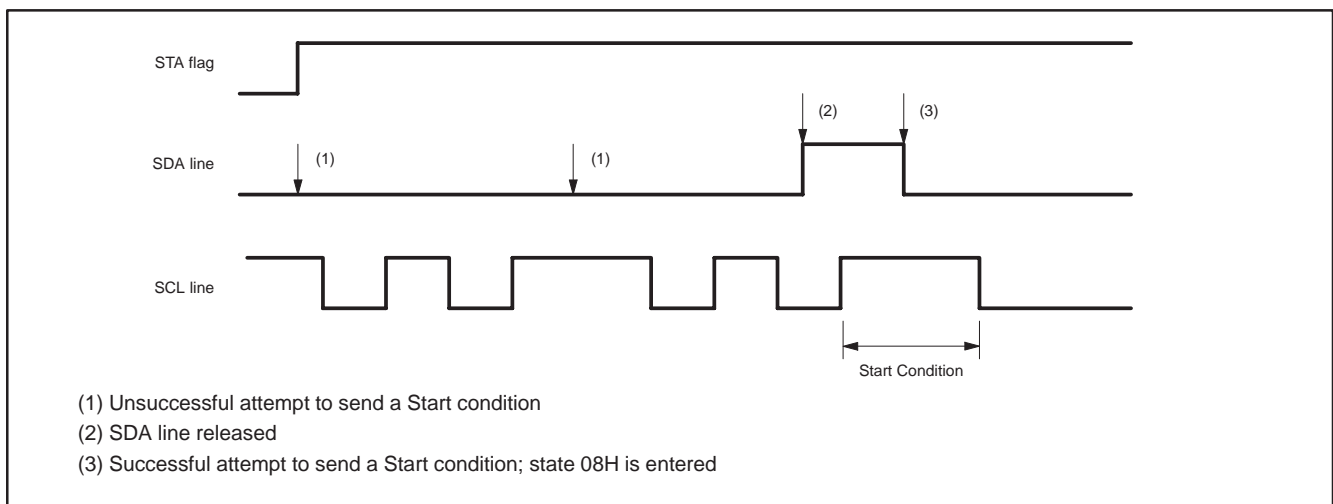 STA flag
(2)
(3)
SDA line
(1)
(1)
SCL line
Start Condition
(1) Unsuccessful attempt to send a Start condition
(2) SDA line released
(3) Successful attempt to send a Start condition; state 08H is entered